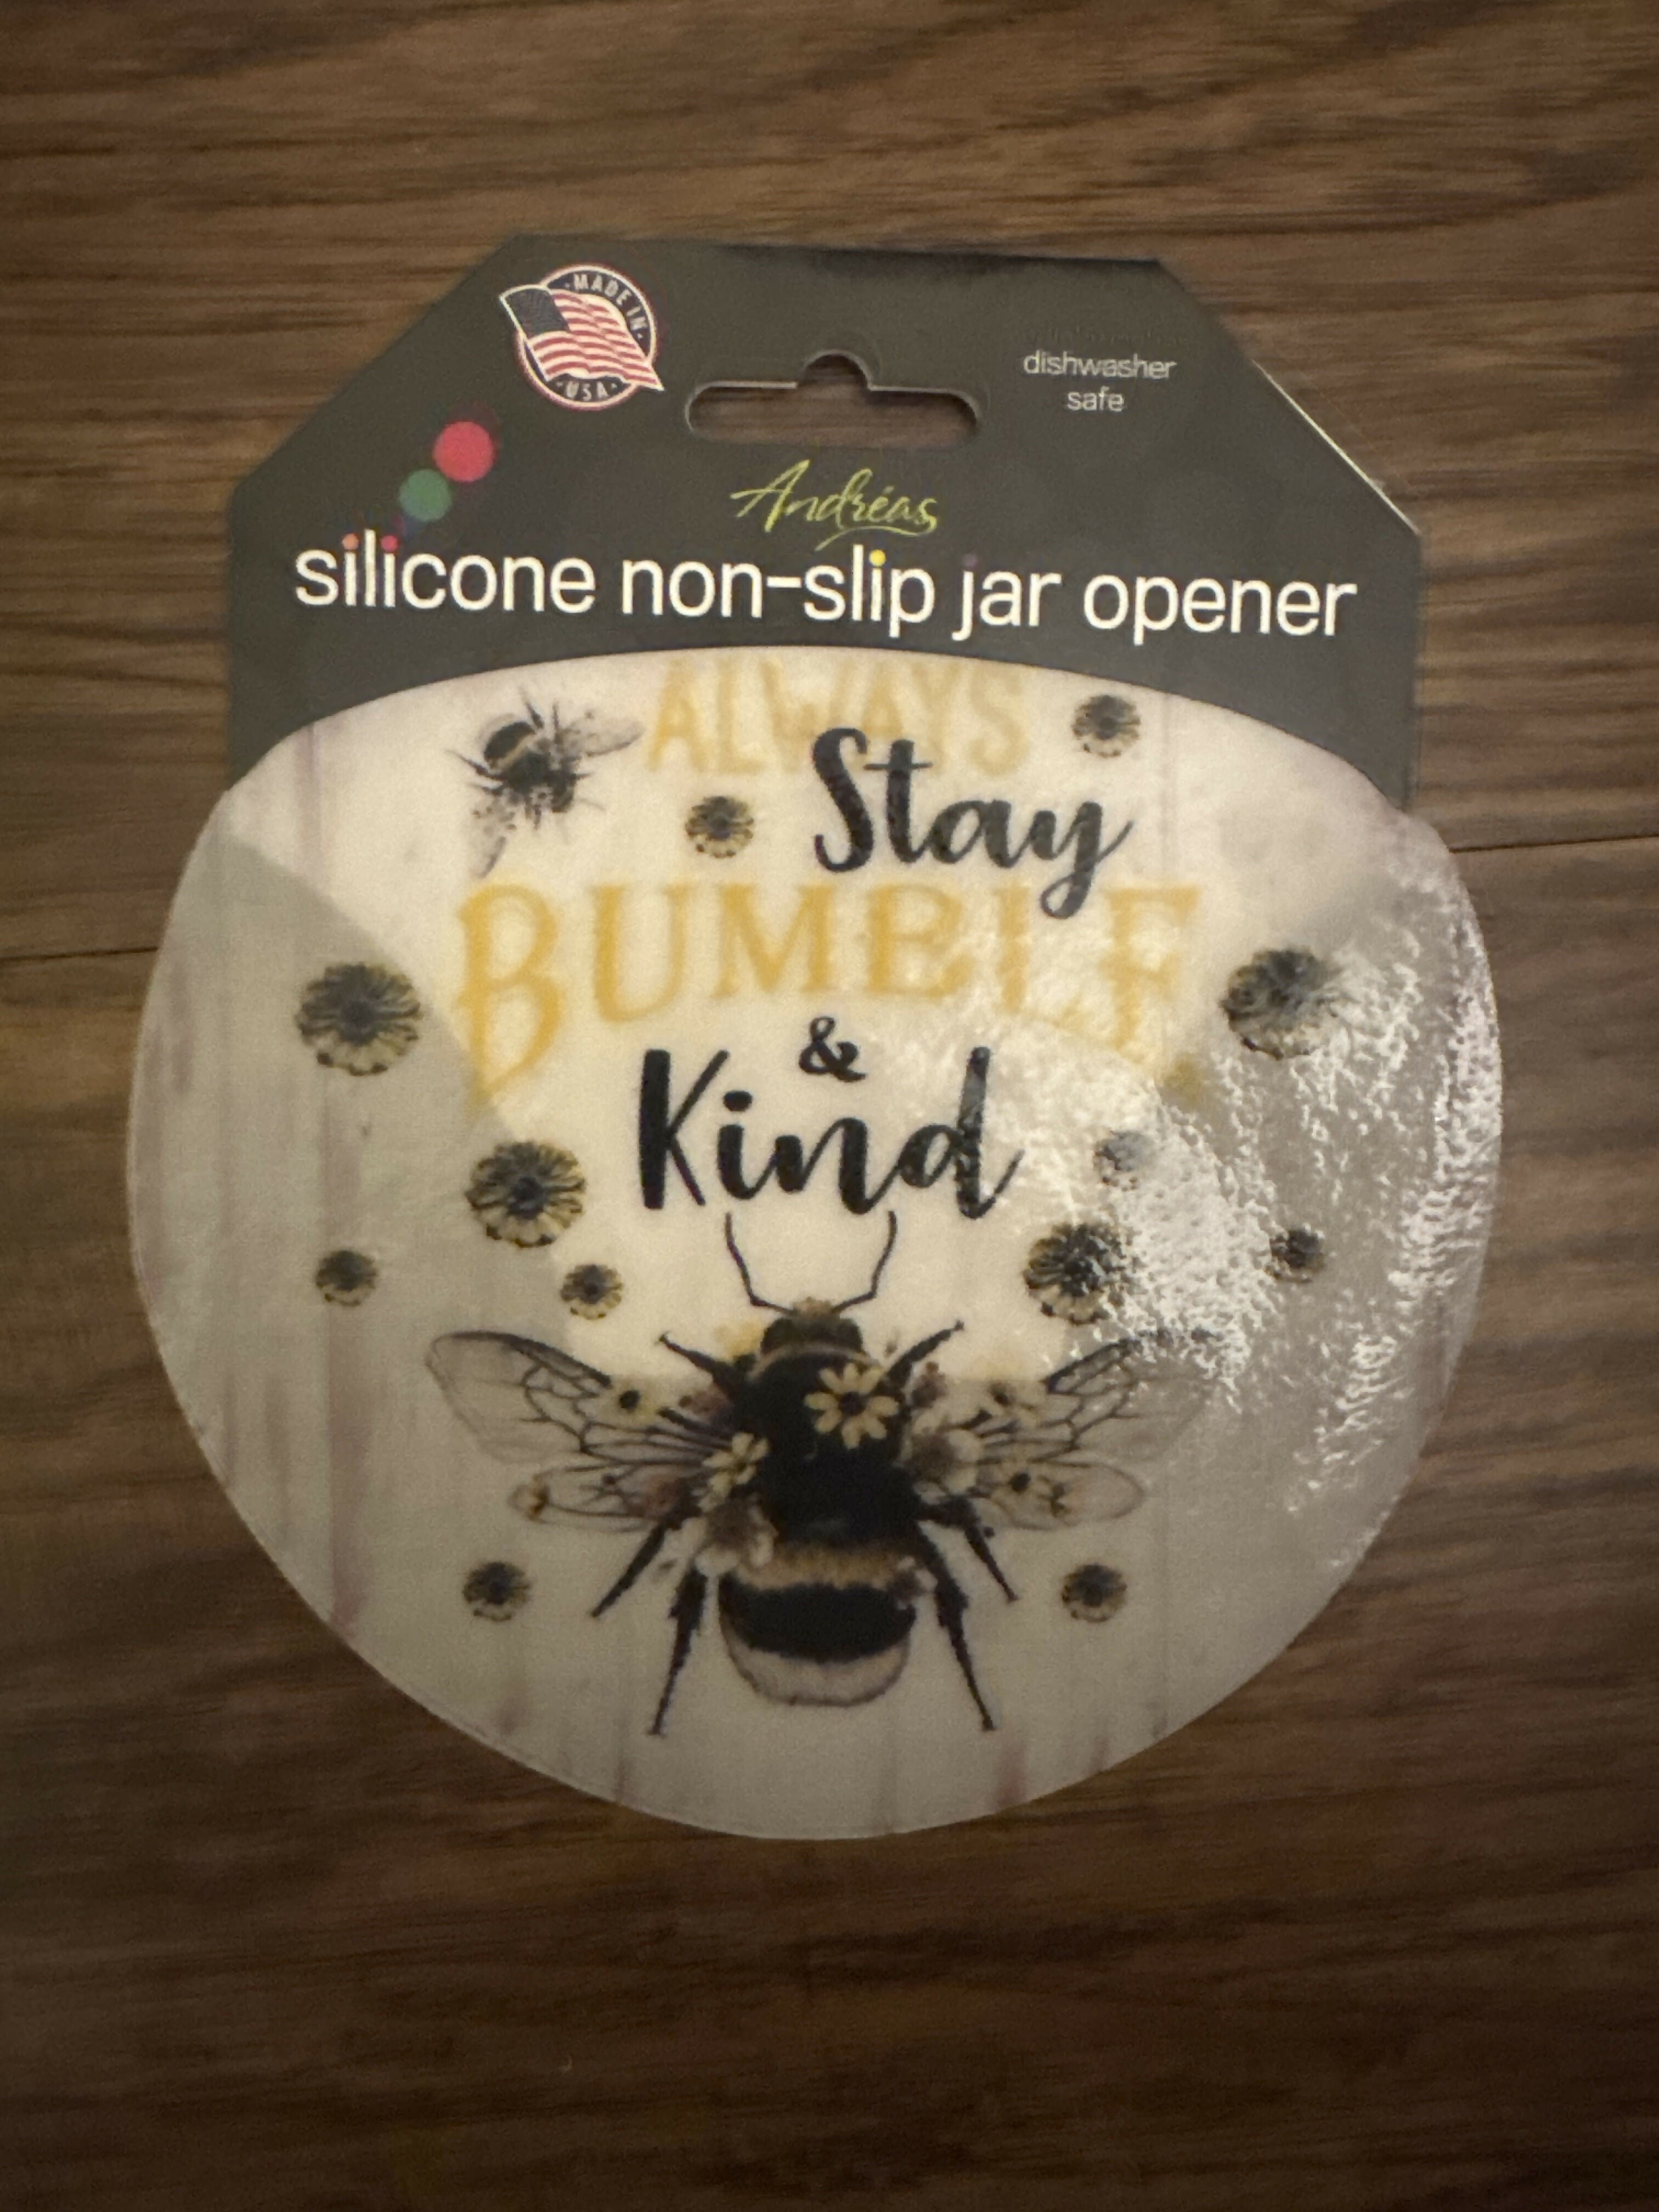 MADE IN
USA
dishwasher
safe
Andréas
silicone non-slip jar opener
ALWAYS
Stay
BUMBLE
&
Kind